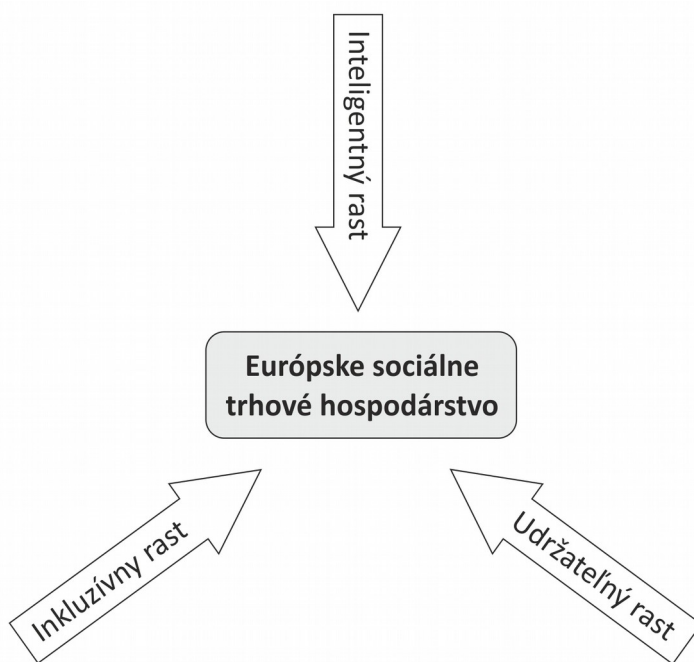 Inteligentný rast
Európske sociálne
trhové hospodárstvo
Inkluzívny rast
Udržateľný rast